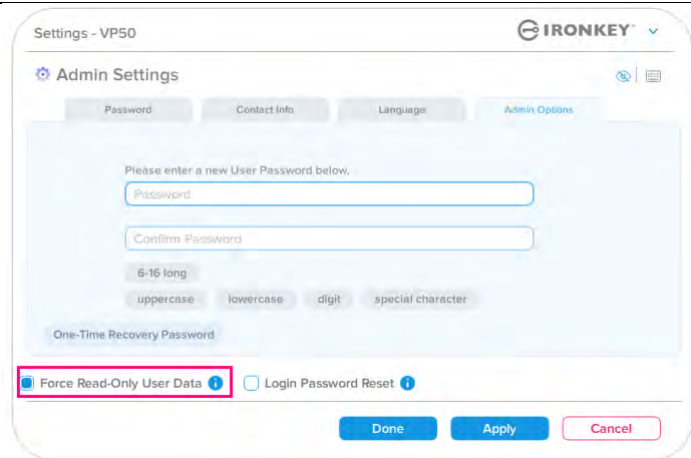 Settings - VP50
IRONKEY
Admin Settings
Password Contact Info Language Admin Options
Please enter a new User Password below.
Password
Confirm Password
6-16 long
uppercase lowercase digit special character
One-Time Recovery Password
Force Read-Only User Data i Login Password Reset i
Done Apply Cancel